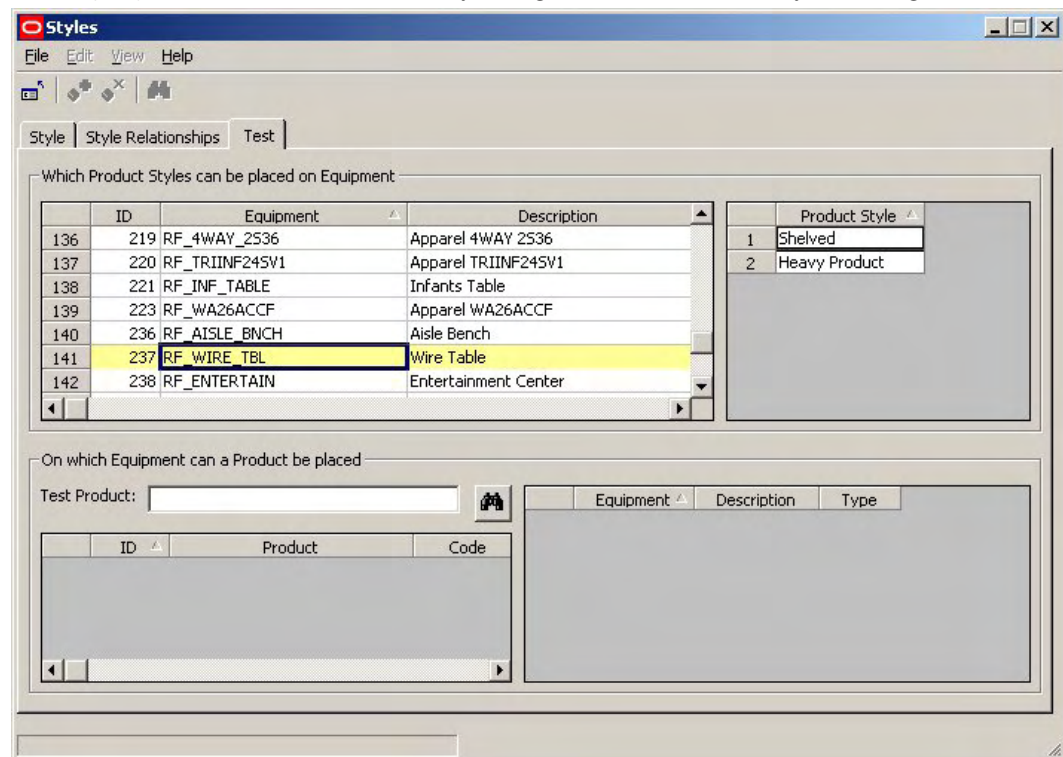 Styles
File Edit View Help
Style Style Relationships Test
Which Product Styles can be placed on Equipment
ID Equipment Description
136 219 RF_4WAY_2536 Apparel 4WAY 2536
137 220 RF_TRIINF24SV1 Apparel TRIINF24SV1
138 221 RF_INF_TABLE Infants Table
139 223 RF_WA26ACCF Apparel WA26ACCF
140 236 RF_AISLE_BNCH Aisle Bench
141 237 RF_WIRE_TBL Wire Table
142 238 RF_ENTERTAIN Entertainment Center
Product Style
1 Shelved
2 Heavy Product
On which Equipment can a Product be placed
Test Product:
ID Product Code
Equipment Description Type